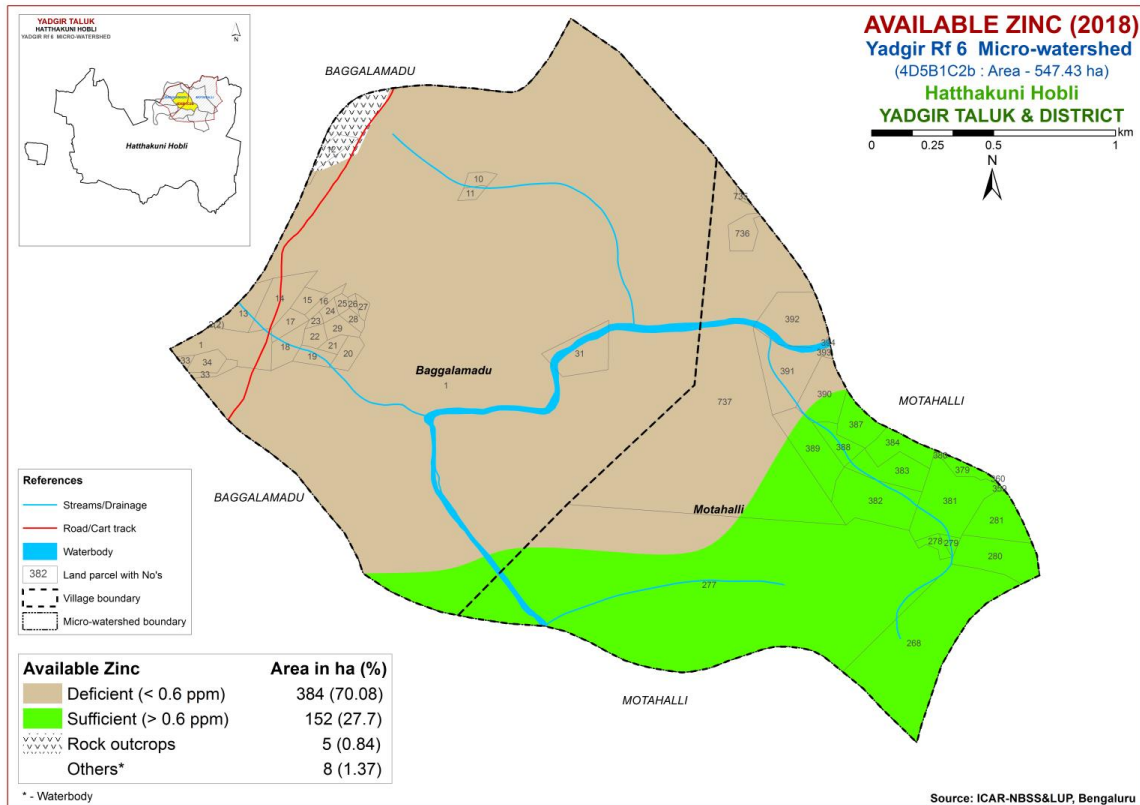 YADGIR TALUK
HATTHAKUNI HOBLI
YADGIR Rf 6 MICRO-WATERSHED
N
Hatthakuni Hobli
AVAILABLE ZINC (2018)
Yadgir Rf 6 Micro-watershed
(4D5B1C2b : Area - 547.43 ha)
Hatthakuni Hobli
YADGIR TALUK & DISTRICT
km
0 0.25 0.5 1
N
BAGGALAMADU
12
10
11
735
736
13
14
15
16
25
26
27
24
17
23
28
22
29
18
19
21
20
1
33
34
33
31
392
394
393
391
390
Baggalamadu
1
737
MOTAHALLI
387
384
389
388
386
379
360
359
383
382
381
281
Motahalli
BAGGALAMADU
278
279
280
277
268
MOTAHALLI
References
Streams/Drainage
Road/Cart track
Waterbody
382 Land parcel with No's
Village boundary
Micro-watershed boundary
Available Zinc Area in ha (%)
Deficient (< 0.6 ppm) 384 (70.08)
Sufficient (> 0.6 ppm) 152 (27.7)
Rock outcrops 5 (0.84)
Others* 8 (1.37)
* - Waterbody
Source: ICAR-NBSS&LUP, Bengaluru